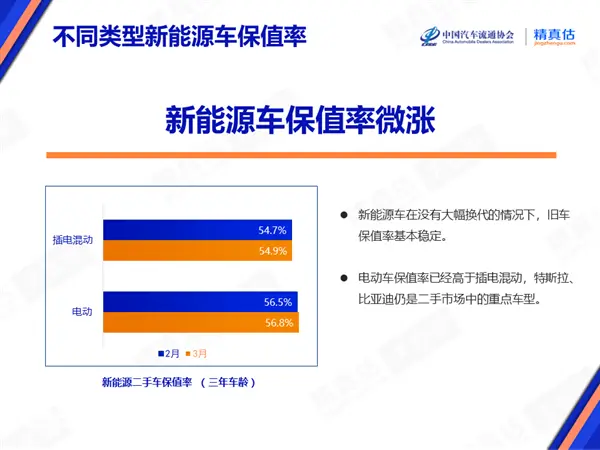 不同类型新能源车保值率
中国汽车流通协会
China Automobile Dealers Association
精真估
jingzhengu.com
新能源车保值率微涨
插电混动
54.7%
54.9%
电动
56.5%
56.8%
2月 3月
新能源二手车保值率 （三年车龄）
新能源车在没有大幅换代的情况下，旧车
保值率基本稳定。
电动车保值率已经高于插电混动，特斯拉、
比亚迪仍是二手市场中的重点车型。